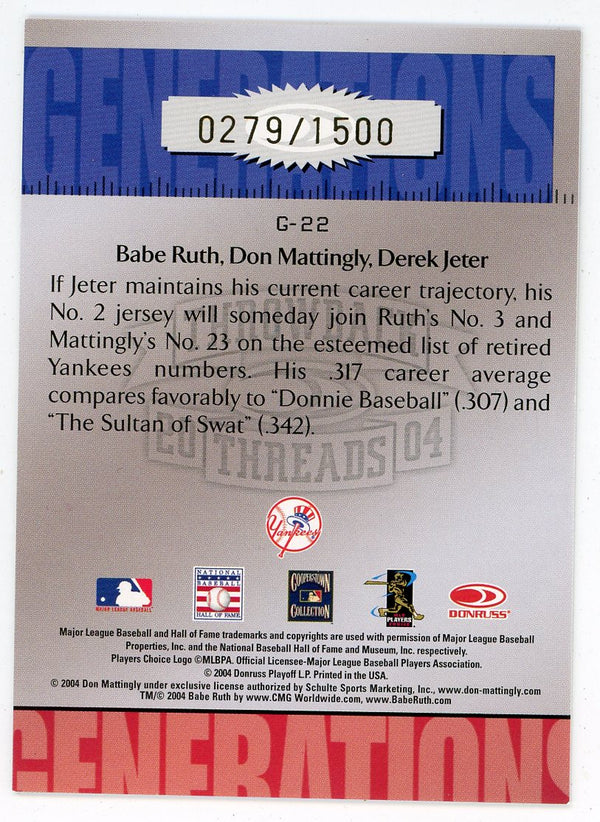 GENERATIONS
0279/1500
G-22
Babe Ruth, Don Mattingly, Derek Jeter
If Jeter maintains his current career trajectory, his
No. 2 jersey will someday join Ruth's No. 3 and
Mattingly's No. 23 on the esteemed list of retired
Yankees numbers. His .317 career average
compares favorably to “Donnie Baseball” (.307) and
“The Sultan of Swat” (.342).
THROWBACK
20 04
THREADS
Yankees
MAJOR LEAGUE BASEBALL
NATIONAL
BASEBALL
HALL OF FAME
COOPERSTOWN
COLLECTION
PLAYERS
CHOICE
DONRUSS
Major League Baseball and Hall of Fame trademarks and copyrights are used with permission of Major League Baseball
Properties, Inc. and the National Baseball Hall of Fame and Museum, Inc. respectively.
Players Choice Logo ©MLBPA. Official Licensee-Major League Baseball Players Association.
© 2004 Donruss Playoff L.P. Printed in the USA.
© 2004 Don Mattingly under exclusive license authorized by Schulte Sports Marketing, Inc., www.don-mattingly.com
TM/© 2004 Babe Ruth by www.CMG Worldwide.com, www.BabeRuth.com.
GENERATIONS